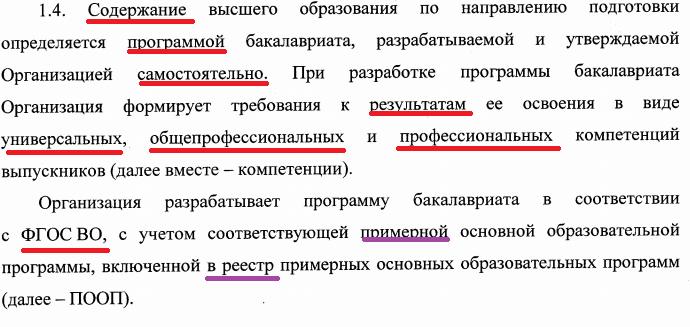 1.4. Содержание высшего образования по направлению подготовки
определяется программой бакалавриата, разрабатываемой и утверждаемой
Организацией самостоятельно. При разработке программы бакалавриата
Организация формирует требования к результатам ее освоения в виде
универсальных, общепрофессиональных и профессиональных компетенций
выпускников (далее вместе – компетенции).
Организация разрабатывает программу бакалавриата в соответствии
с ФГОС ВО, с учетом соответствующей примерной основной образовательной
программы, включенной в реестр примерных основных образовательных программ
(далее – ПООП).